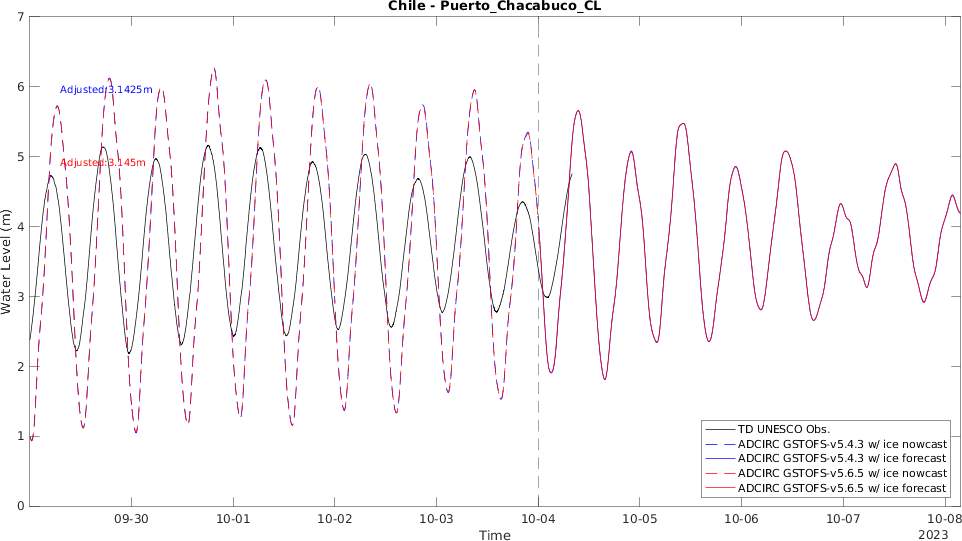 Chile - Puerto_Chacabuco_CL
7
6
5
4
3
2
1
0
Water Level (m)
Adjusted:3.1425m
Adjusted:3.145m
TD UNESCO Obs.
ADCIRC GSTOFS-v5.4.3 w/ ice nowcast
ADCIRC GSTOFS-v5.4.3 w/ ice forecast
ADCIRC GSTOFS-v5.6.5 w/ ice nowcast
ADCIRC GSTOFS-v5.6.5 w/ ice forecast
09-30 10-01 10-02 10-03 10-04 10-05 10-06 10-07 10-08
Time
2023